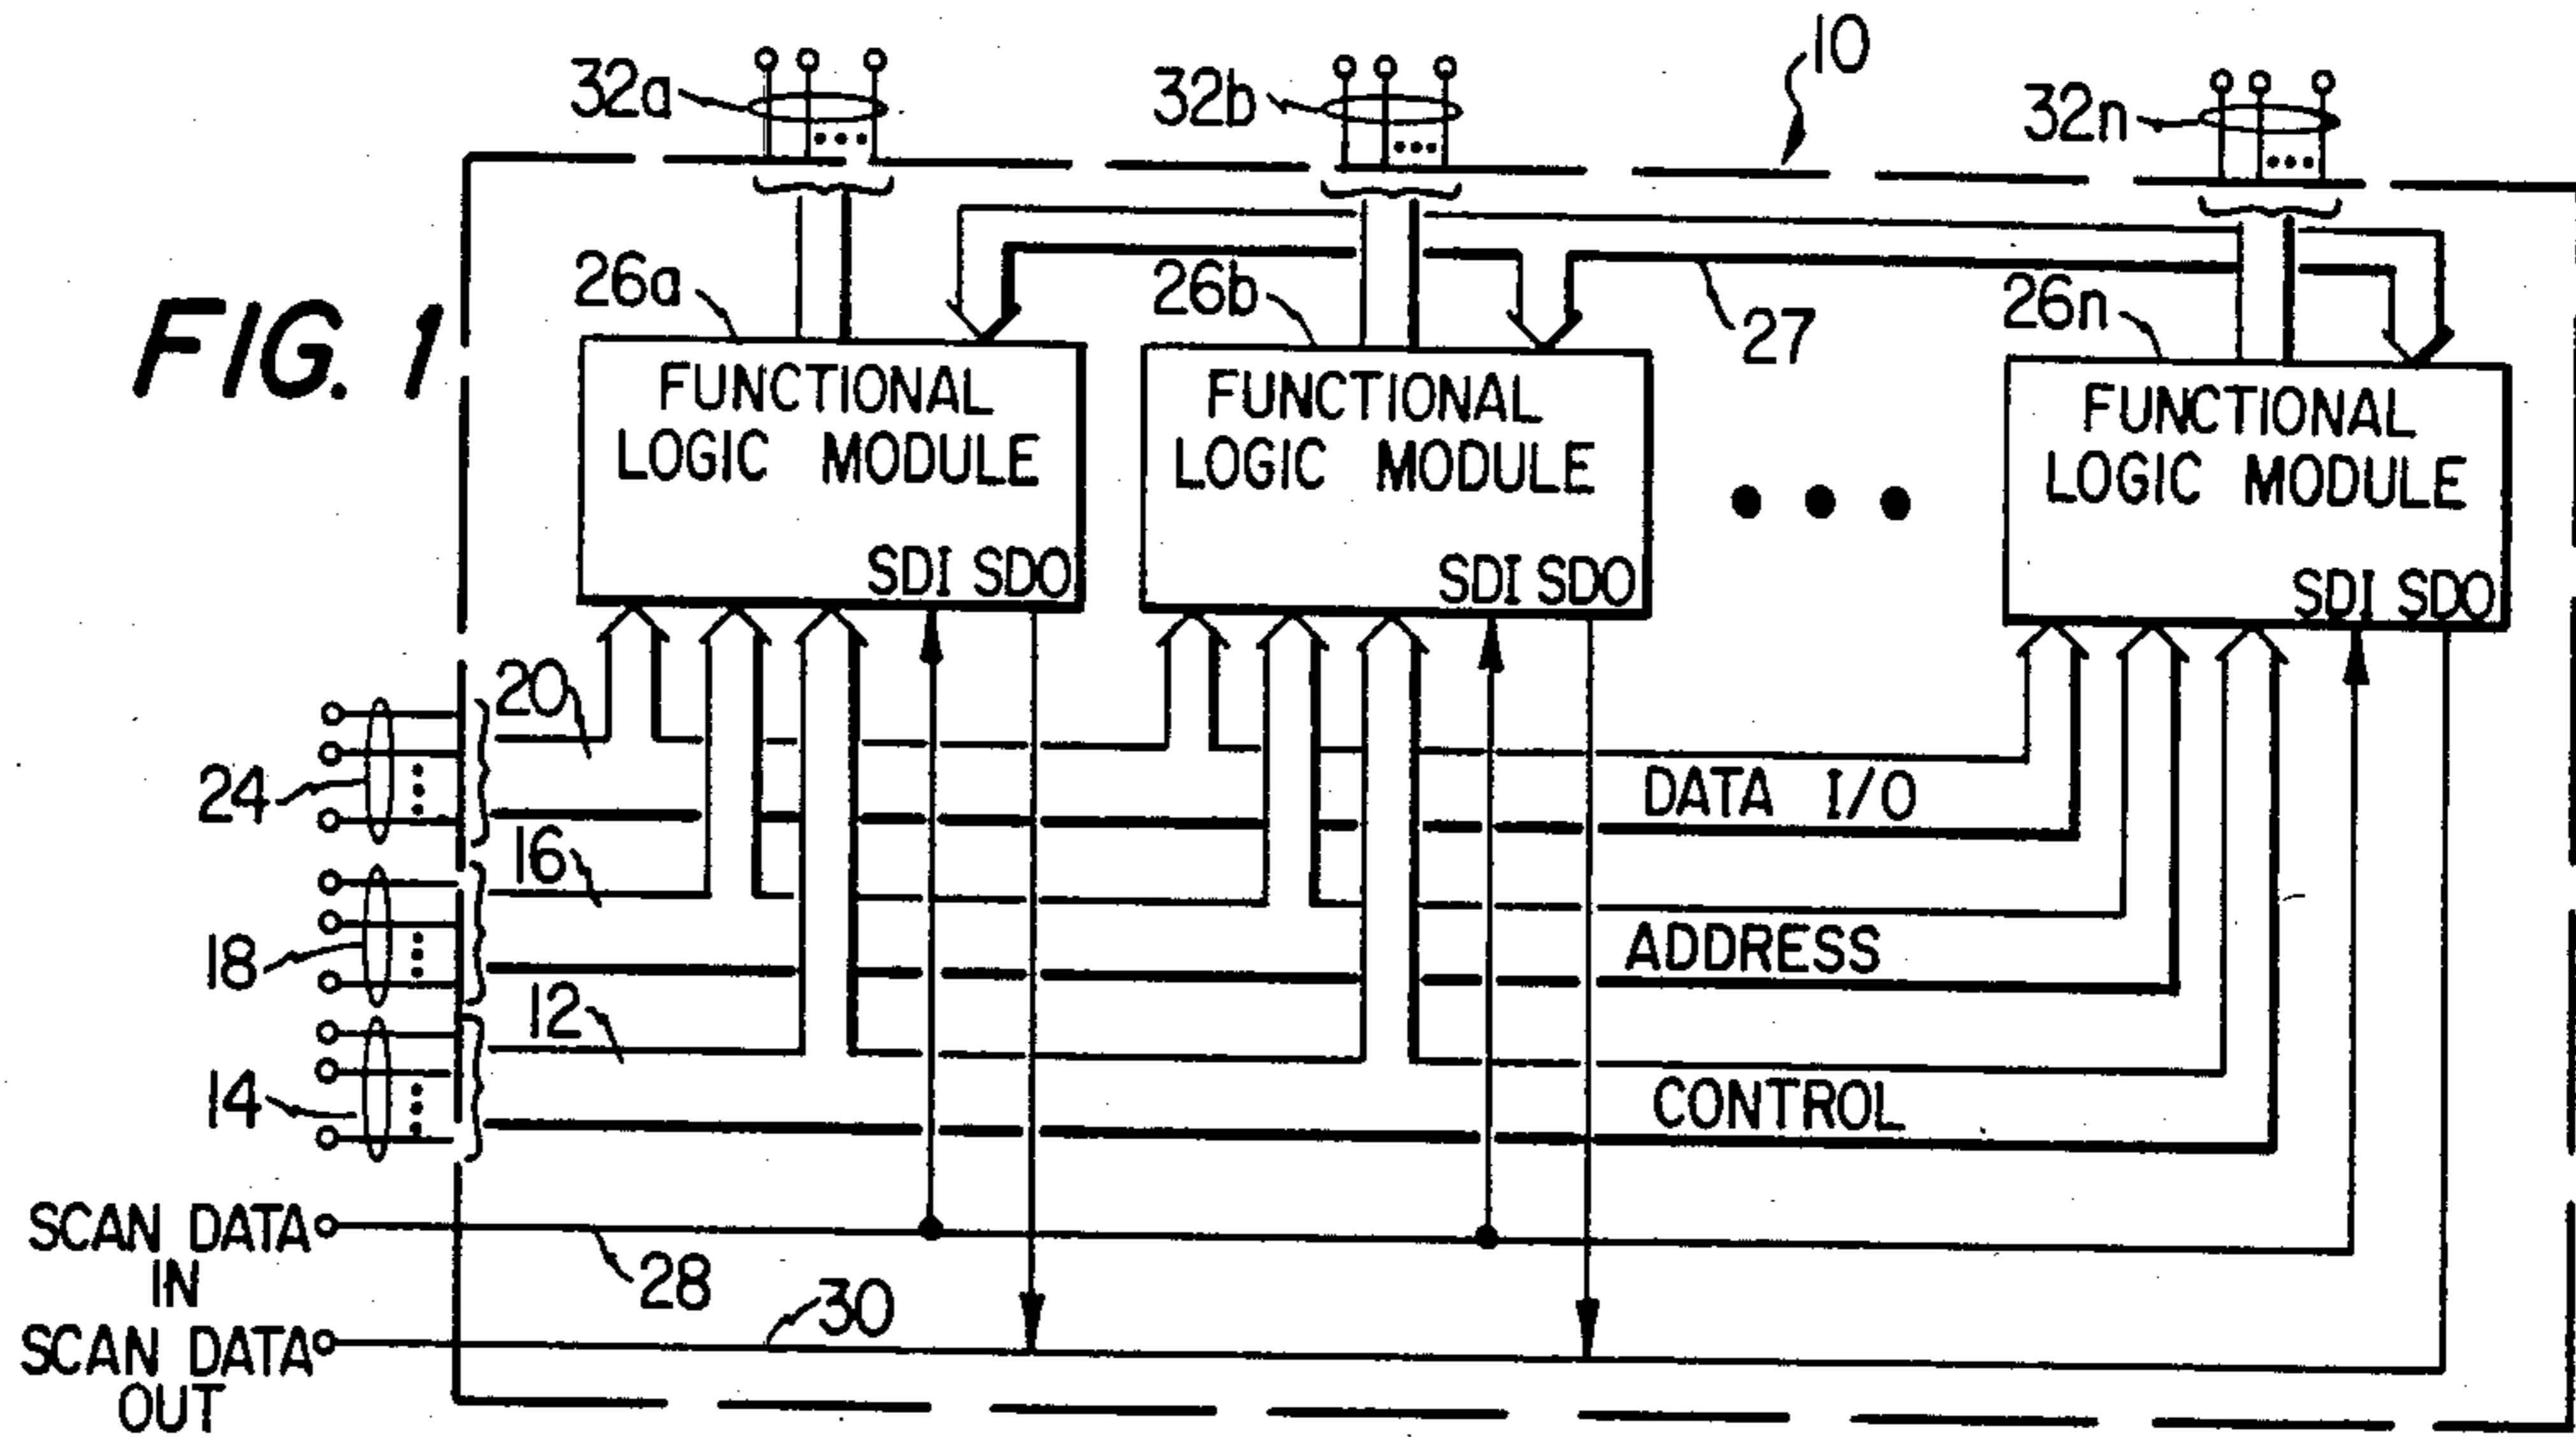 10
32a
32b
32n
FIG. 1
26a
26b
27
26n
FUNCTIONAL
LOGIC MODULE
SDI SDO
FUNCTIONAL
LOGIC MODULE
SDI SDO
FUNCTIONAL
LOGIC MODULE
SDI SDO
20
24
DATA I/O
16
18
ADDRESS
12
14
CONTROL
SCAN DATA
IN
28
30
SCAN DATA
OUT